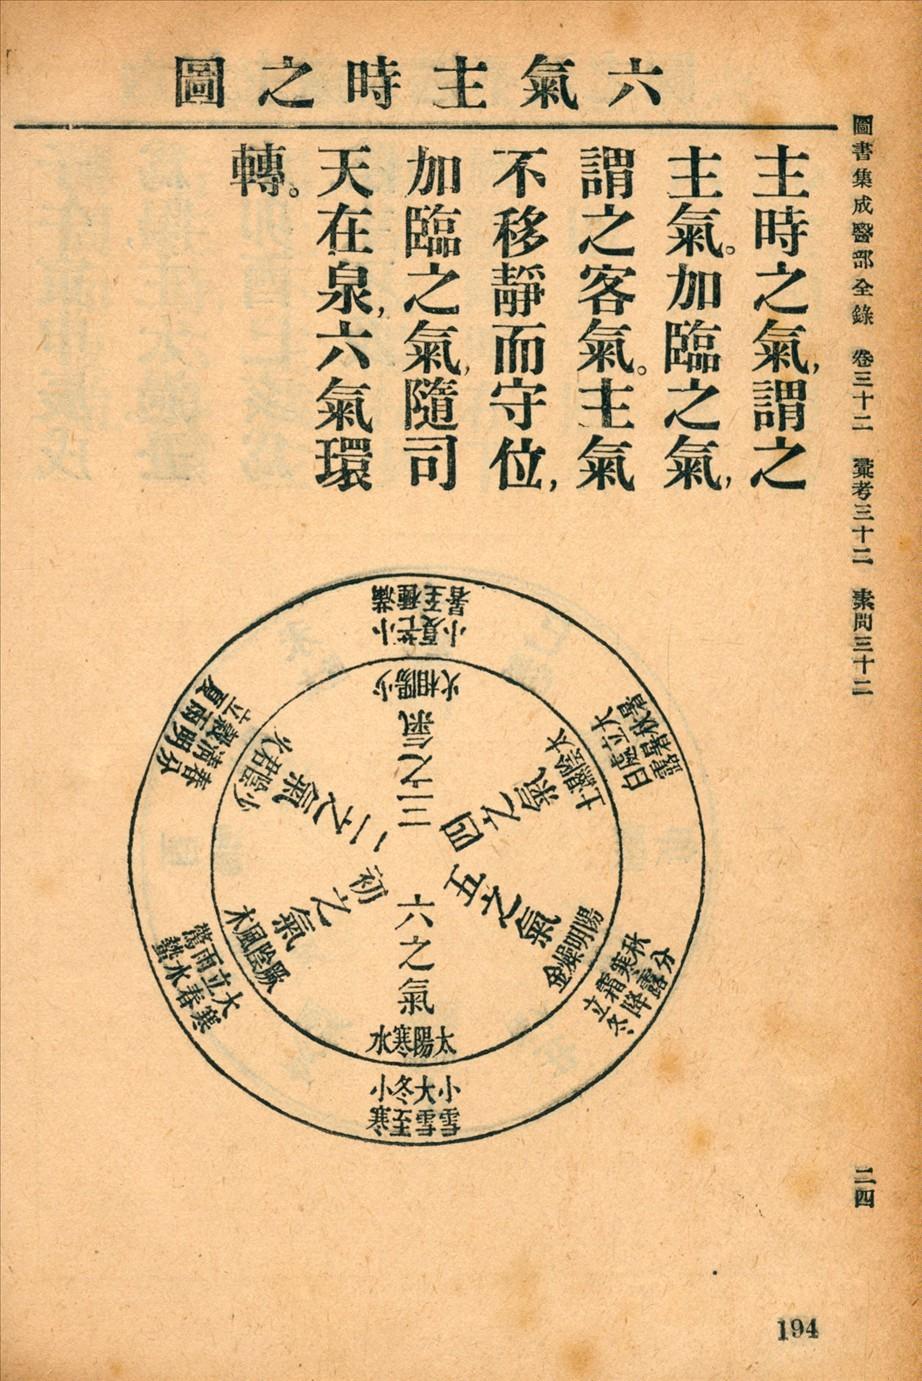 六氣主時之圖
圖書集成醫部全錄 卷三十二 彙考三十二 素問三十二
二四
主時之氣,謂之
主氣。加臨之氣,
謂之客氣。主氣
不移靜而守位,
加臨之氣,隨司
天在泉,六氣環
轉。
初之氣
厥陰風木
大寒
立春
雨水
驚蟄
二之氣
少陰君火
春分
清明
穀雨
立夏
三之氣
少陽相火
小滿
芒種
夏至
小暑
四之氣
太陰濕土
大暑
立秋
處暑
白露
五之氣
陽明燥金
秋分
寒露
霜降
立冬
六之氣
太陽寒水
小雪
大雪
冬至
小寒
194